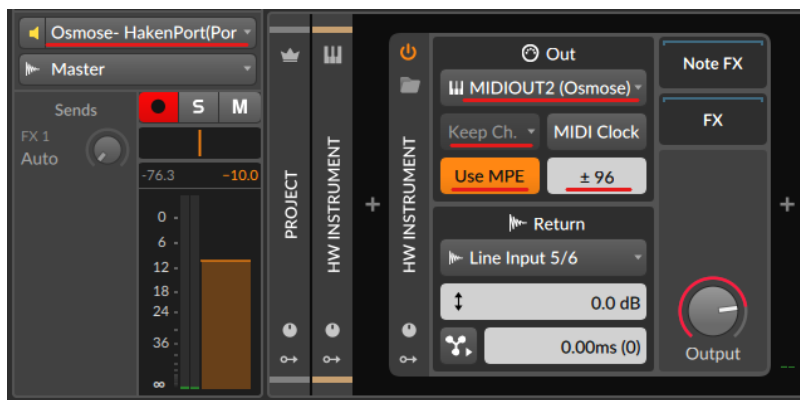 Osmose- HakenPort(Por
Master
Sends
S
M
FX 1
Auto
-76.3
-10.0
0
6
12
18
24
36
∞
PROJECT
HW INSTRUMENT
+
HW INSTRUMENT
Out
MIDIOUT2 (Osmose)
Keep Ch.
MIDI Clock
Use MPE
± 96
Return
Line Input 5/6
0.0 dB
0.00ms (0)
Note FX
FX
Output
+